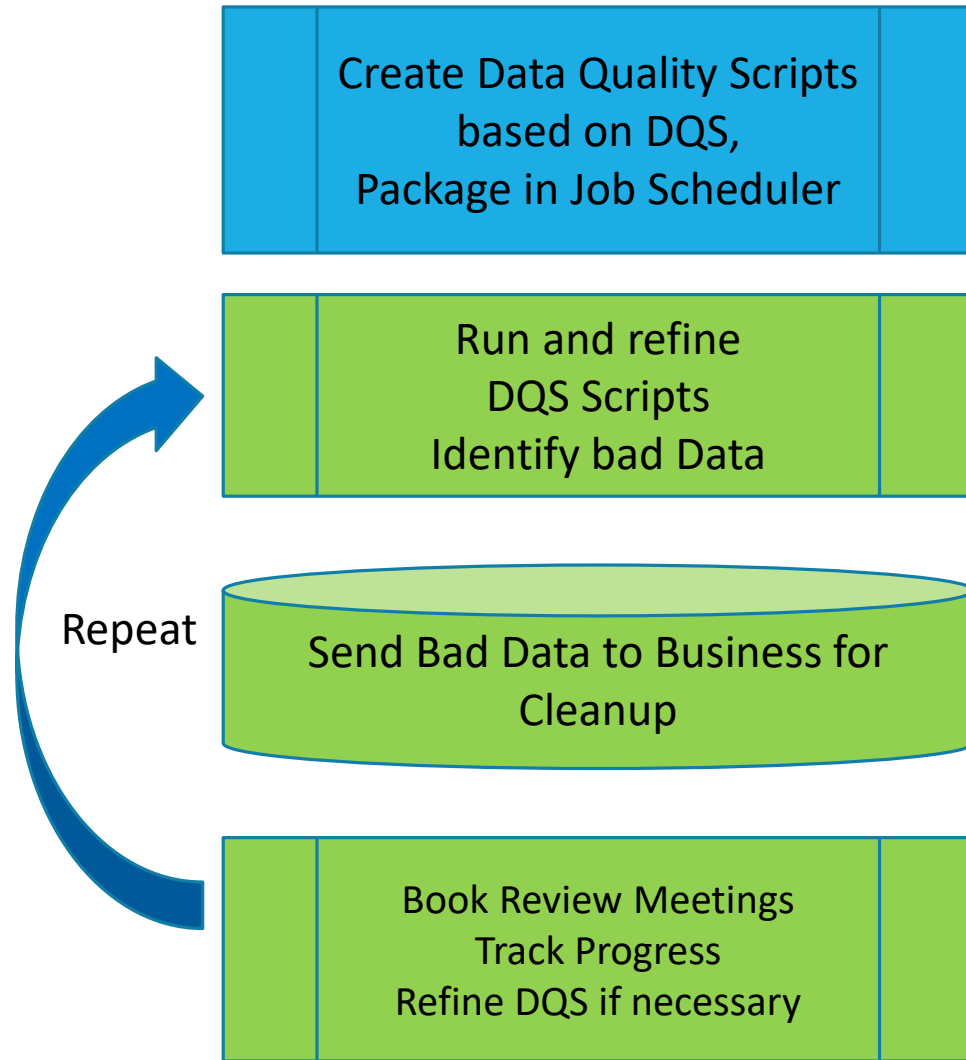 Create Data Quality Scripts
based on DQS,
Package in Job Scheduler
Run and refine
DQS Scripts
Identify bad Data
Repeat
Send Bad Data to Business for
Cleanup
Book Review Meetings
Track Progress
Refine DQS if necessary